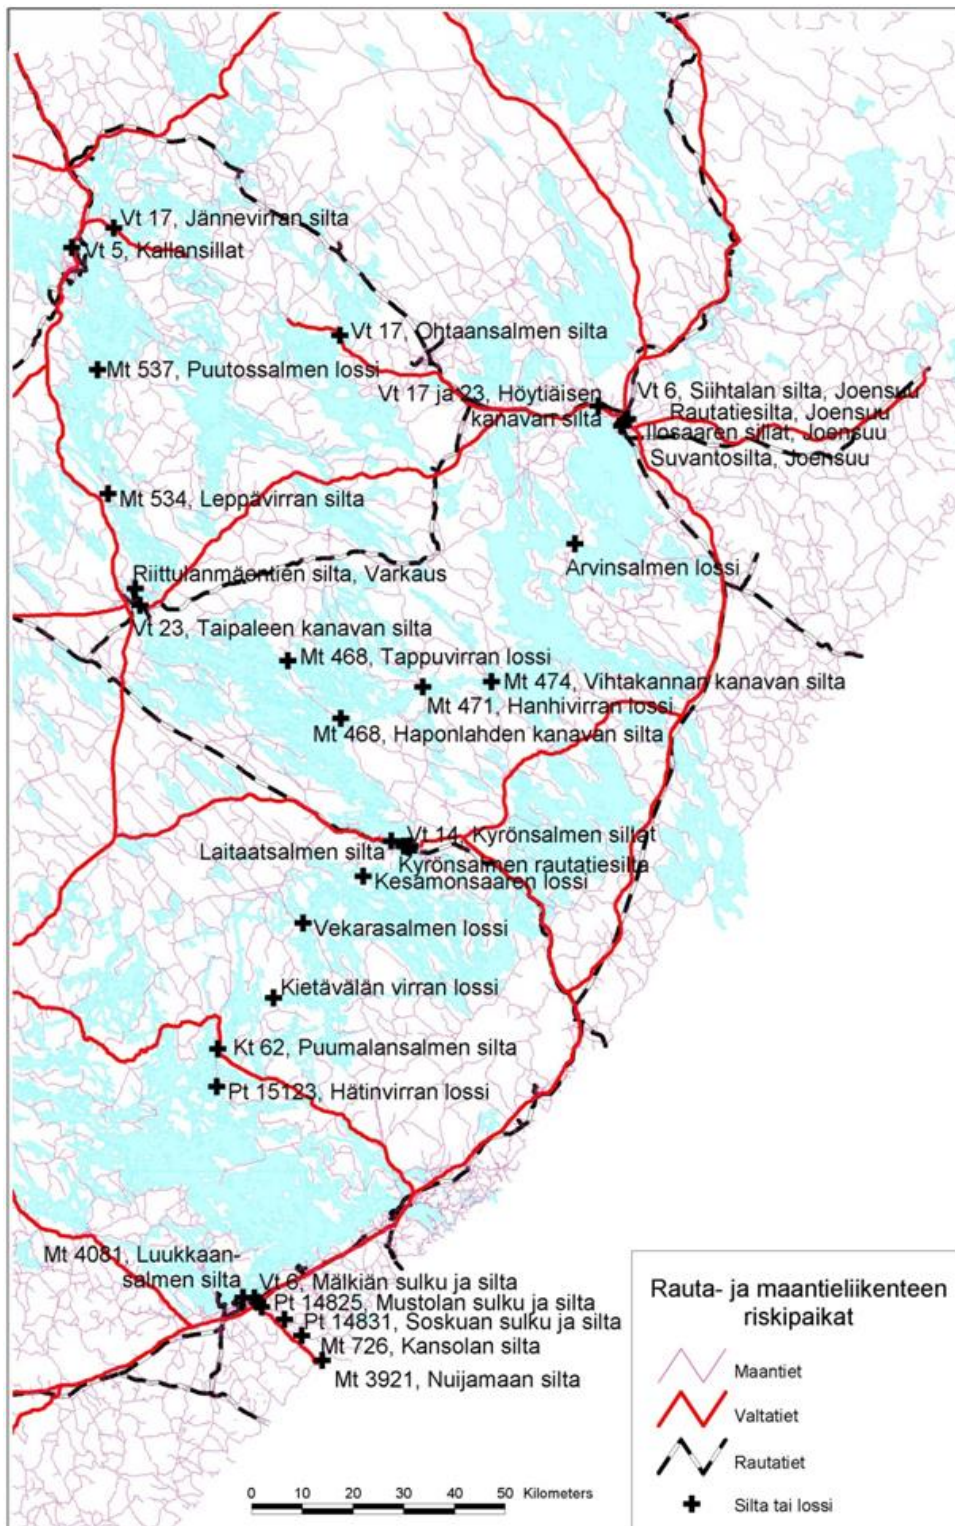 Vt 17, Jännevirran silta
Vt 5, Kallansillat
Vt 17, Ohtaansalmen silta
Mt 537, Puutossalmen lossi
Vt 17 ja 23, Höytiäisen
kanavan silta
Vt 6, Siihtalan silta, Joensuu
Rautatiesilta, Joensuu
Ilosaaren sillat, Joensuu
Suvantosilta, Joensuu
Mt 534, Leppävirran silta
Arvinsalmen lossi
Riittulanmäentien silta, Varkaus
Vt 23, Taipaleen kanavan silta
Mt 468, Tappuvirran lossi
Mt 474, Vihtakannan kanavan silta
Mt 471, Hanhivirran lossi
Mt 468, Haponlahden kanavan silta
Vt 14, Kyrönsalmen sillat
Laitaatsalmen silta
Kyrönsalmen rautatiesilta
Kesamonsaaren lossi
Vekarasalmen lossi
Kietävälän virran lossi
Kt 62, Puumalansalmen silta
Pt 15123, Hätinvirran lossi
Mt 4081, Luukkaan-
salmen silta
Vt 6, Mälkiän sulku ja silta
Pt 14825, Mustolan sulku ja silta
Pt 14831, Soskuan sulku ja silta
Mt 726, Kansolan silta
Mt 3921, Nuijamaan silta
Rauta- ja maantieliikenteen
riskipaikat
Maantiet
Valtatiet
Rautatiet
Silta tai lossi
0 10 20 30 40 50 Kilometers